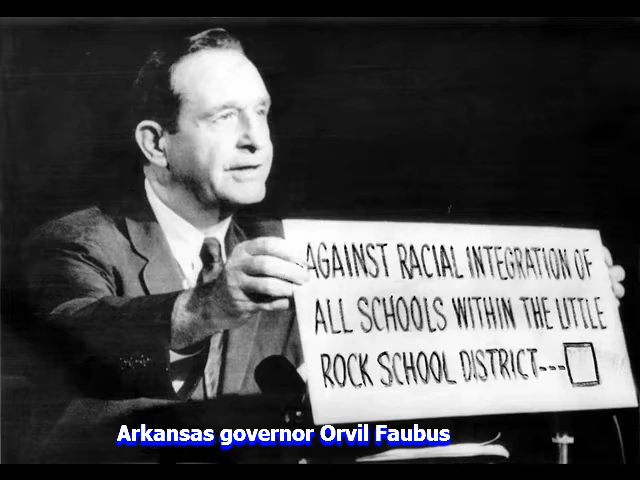 AGAINST RACIAL INTEGRATION OF
ALL SCHOOLS WITHIN THE LITTLE
ROCK SCHOOL DISTRICT---
Arkansas governor Orvil Faubus